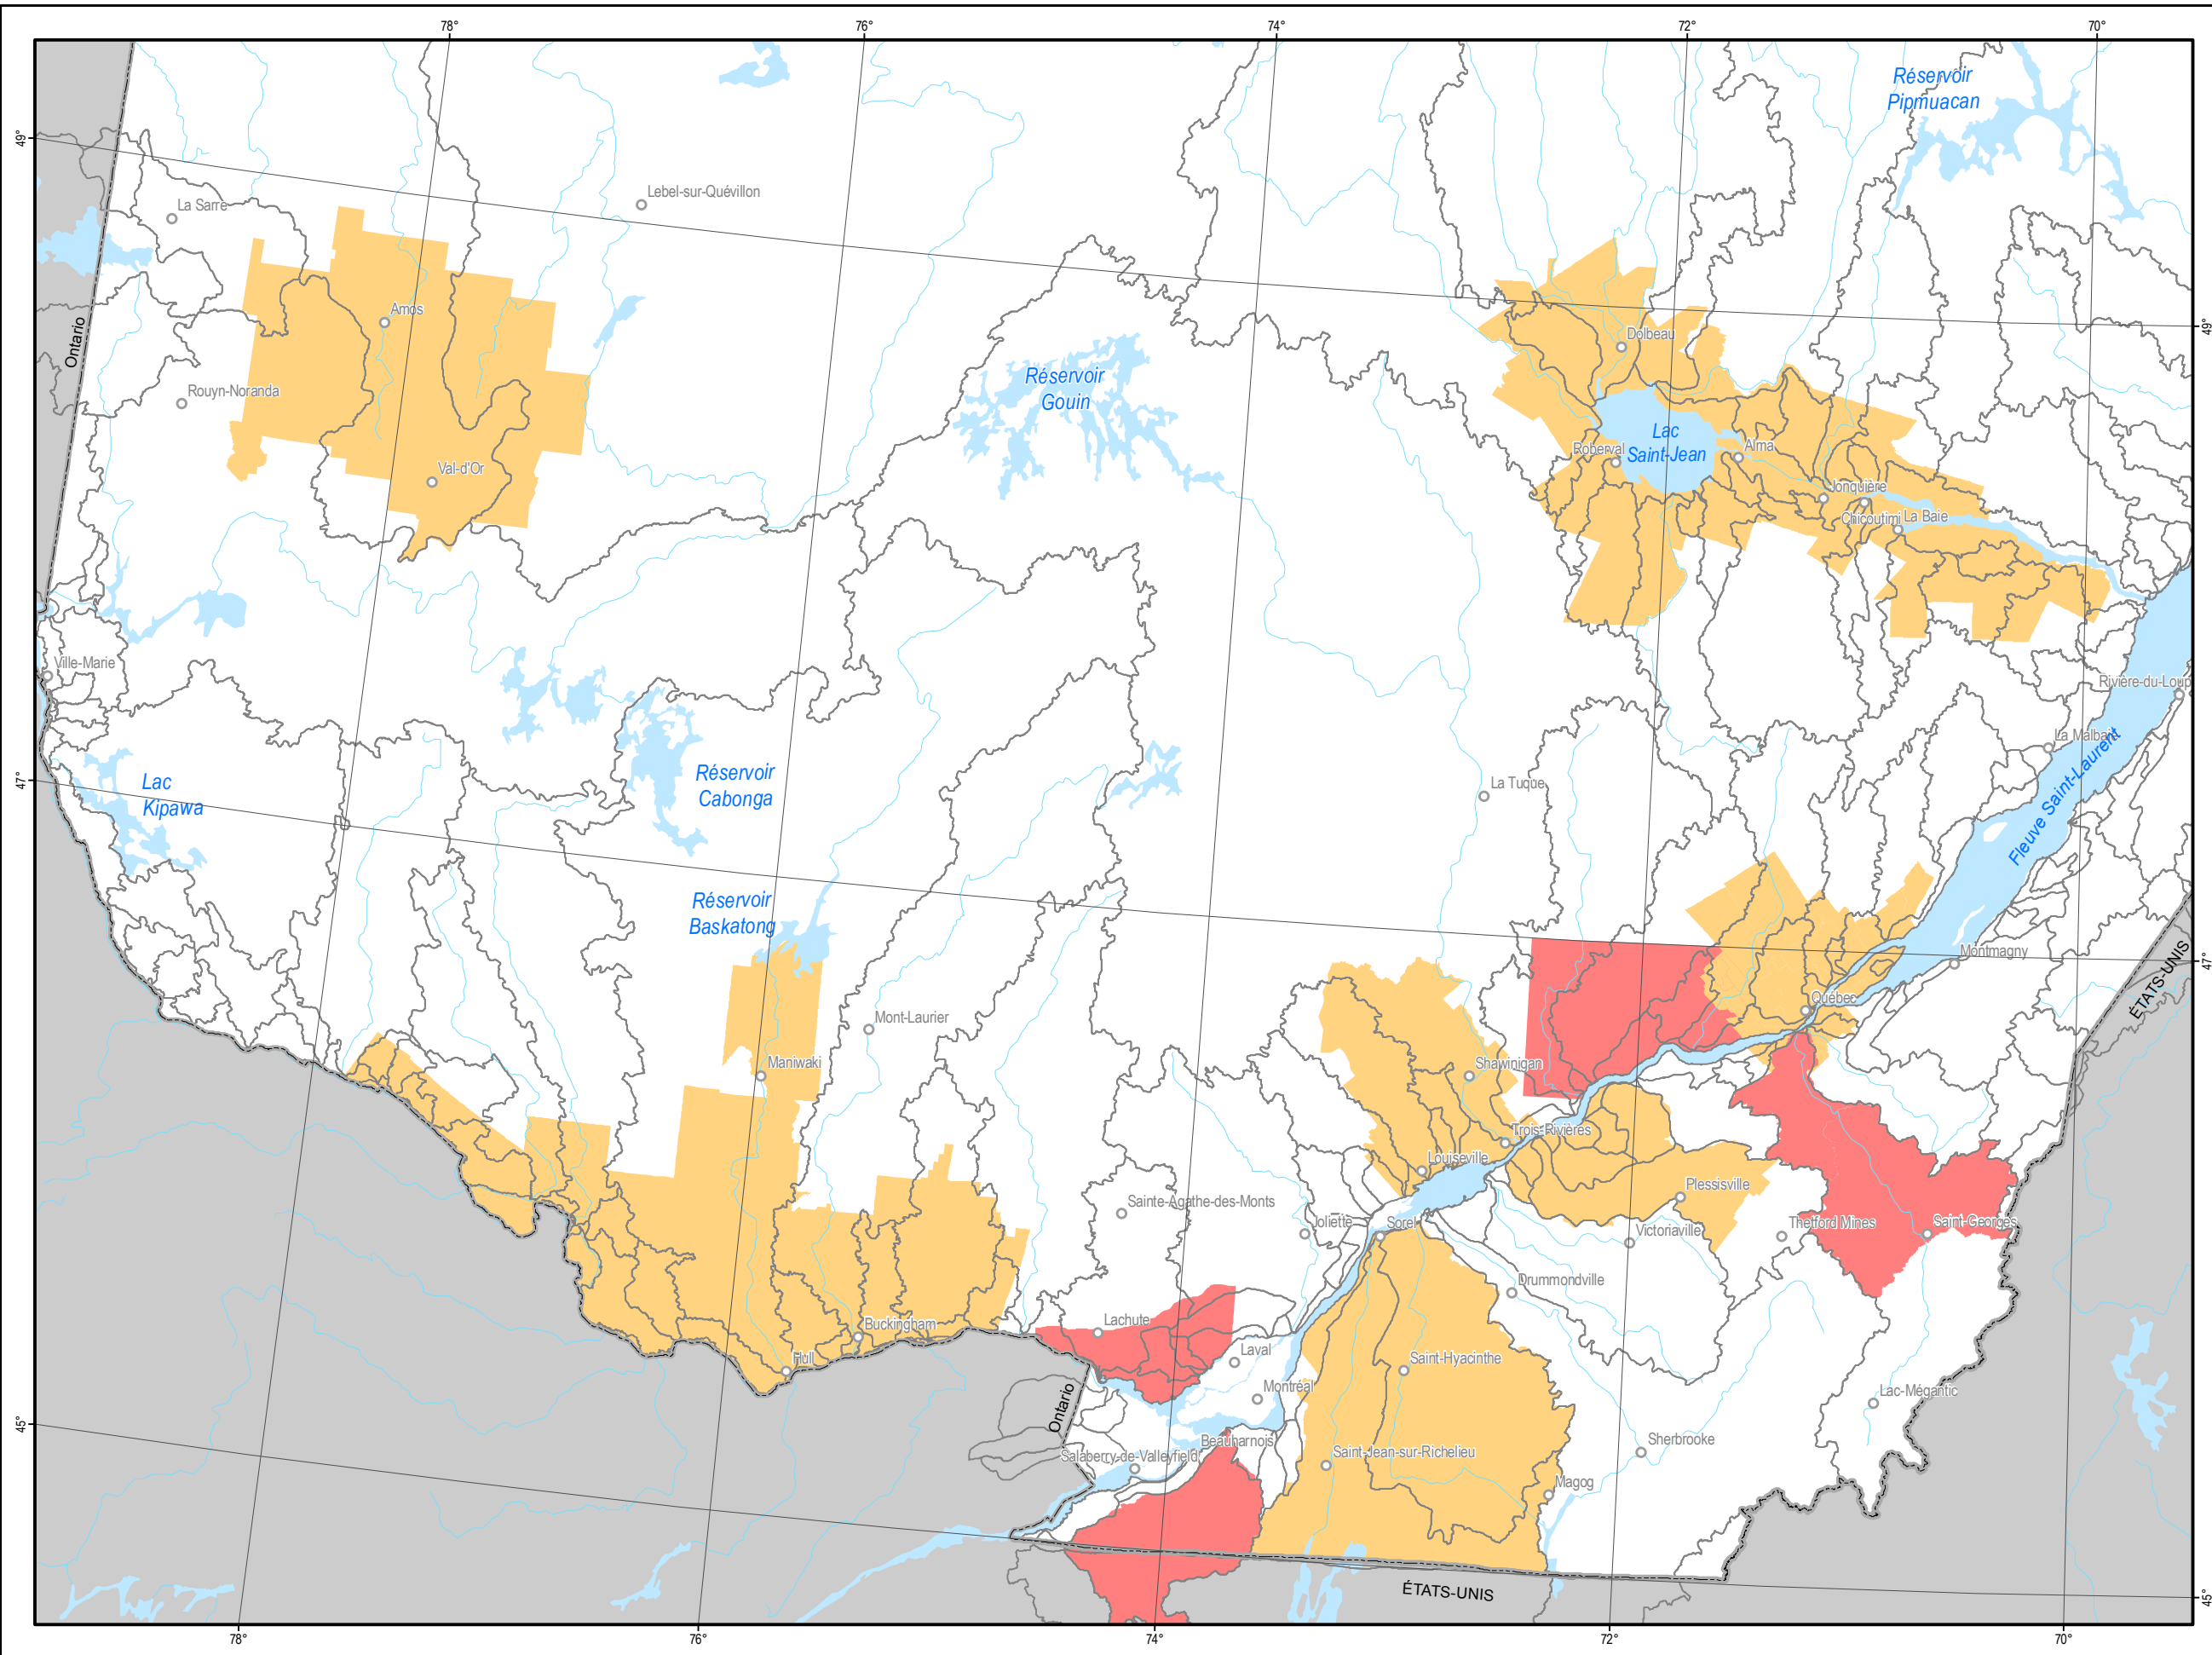 78°
76°
74°
72°
70°
Réservoir
Pipmuacan
49°
La Sarre
Lebel-sur-Quévillon
Amos
Ontario
Dolbeau
49°
Rouyn-Noranda
Réservoir
Gouin
Val-d'Or
Roberval
Lac
Saint-Jean
Alma
Jonquière
Chicoutimi
La Baie
Ville-Marie
Rivière-du-Loup
La Malbaie
Fleuve Saint-Laurent
47°
Lac
Kipawa
Réservoir
Cabonga
La Tuque
Réservoir
Baskatong
Montmagny
47°
ÉTATS-UNIS
Québec
Mont-Laurier
Maniwaki
Shawinigan
Trois-Rivières
Louiseville
Plessisville
Sainte-Agathe-des-Monts
Joliette
Sorel
Victoriaville
Thetford Mines
Saint-Georges
Drummondville
Lachute
Buckingham
Hull
Laval
Saint-Hyacinthe
Montréal
Lac-Mégantic
Ontario
45°
Beauharnois
Salaberry-de-Valleyfield
Saint-Jean-sur-Richelieu
Sherbrooke
Magog
ÉTATS-UNIS
45°
78°
76°
74°
72°
70°